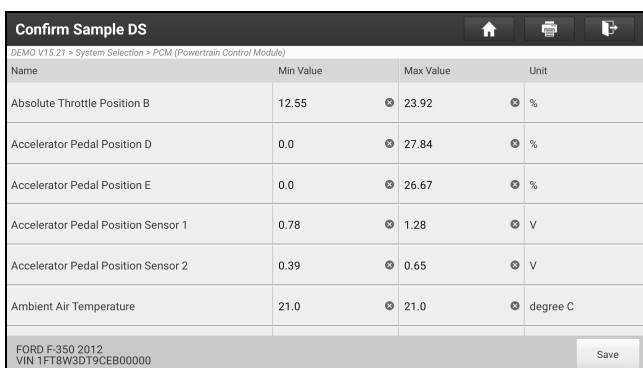 Confirm Sample DS
DEMO V15.21 > System Selection > PCM (Powertrain Control Module)
Name Min Value Max Value Unit
Absolute Throttle Position B 12.55 23.92 %
Accelerator Pedal Position D 0.0 27.84 %
Accelerator Pedal Position E 0.0 26.67 %
Accelerator Pedal Position Sensor 1 0.78 1.28 V
Accelerator Pedal Position Sensor 2 0.39 0.65 V
Ambient Air Temperature 21.0 21.0 degree C
FORD F-350 2012
VIN 1FT8W3DT9CEB00000
Save